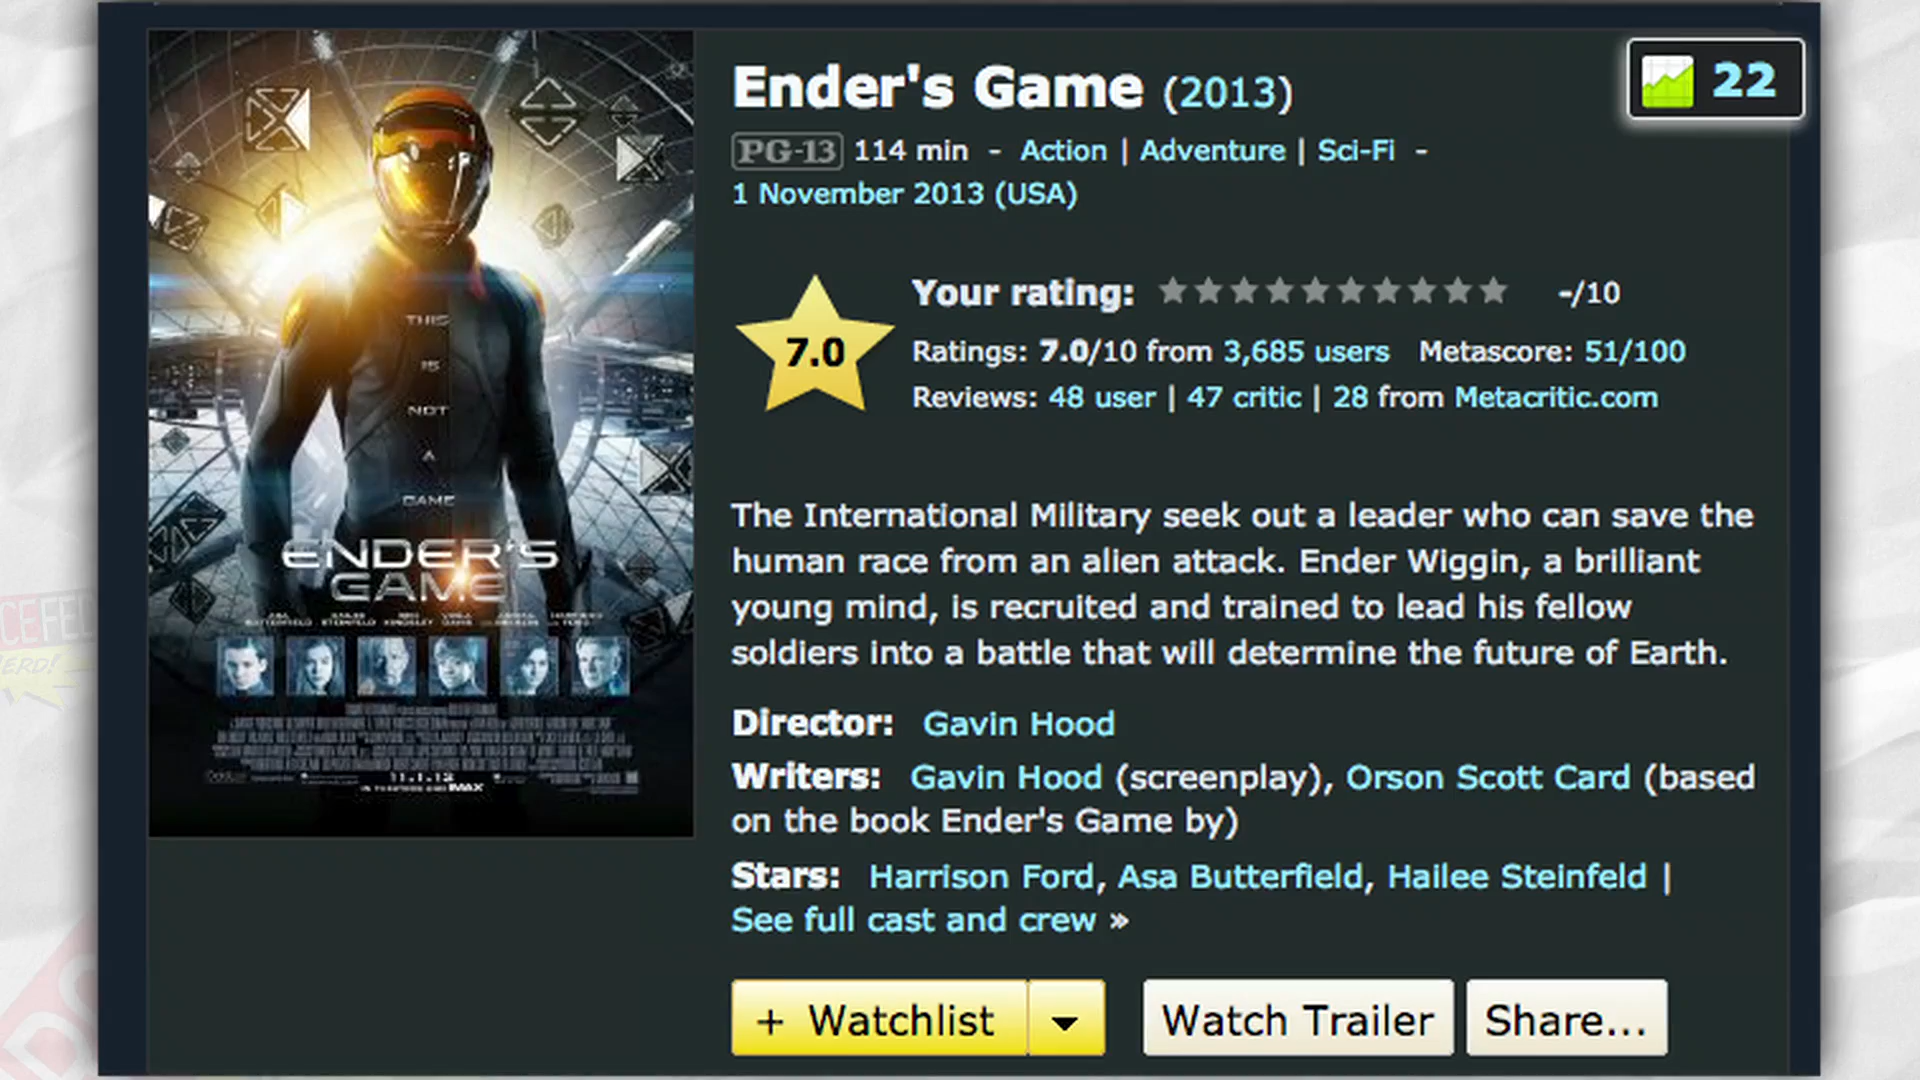 Ender's Game (2013)
22
PG-13 114 min - Action | Adventure | Sci-Fi -
1 November 2013 (USA)
Your rating: -/10
7.0
Ratings: 7.0/10 from 3,685 users Metascore: 51/100
Reviews: 48 user | 47 critic | 28 from Metacritic.com
The International Military seek out a leader who can save the
human race from an alien attack. Ender Wiggin, a brilliant
young mind, is recruited and trained to lead his fellow
soldiers into a battle that will determine the future of Earth.
Director: Gavin Hood
Writers: Gavin Hood (screenplay), Orson Scott Card (based
on the book Ender's Game by)
Stars: Harrison Ford, Asa Butterfield, Hailee Steinfeld |
See full cast and crew »
+ Watchlist
Watch Trailer
Share...
THIS
IS
NOT
A
GAME
ENDER'S
GAME
11.1.13
IN THEATERS AND IMAX